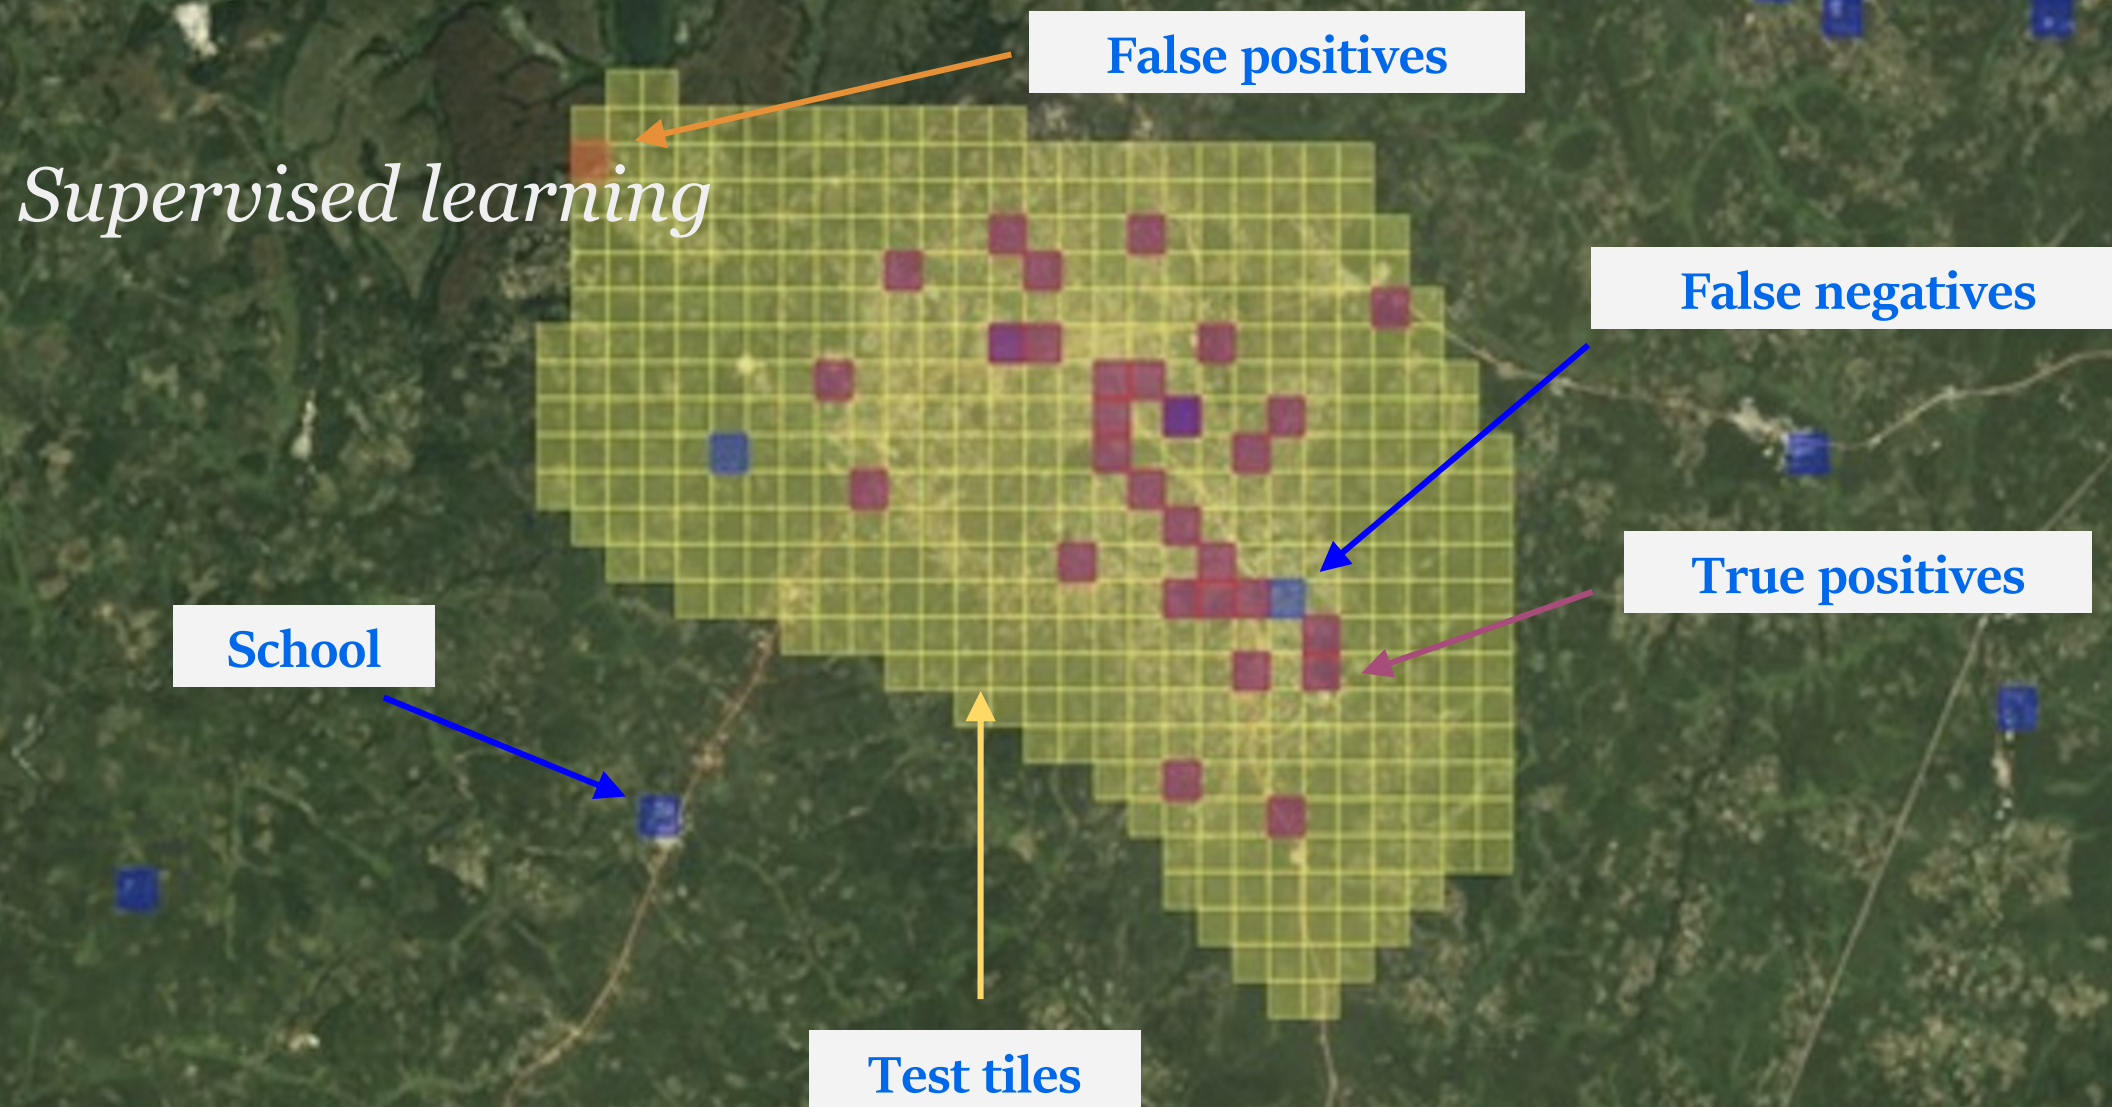 False positives
Supervised learning
False negatives
True positives
School
Test tiles